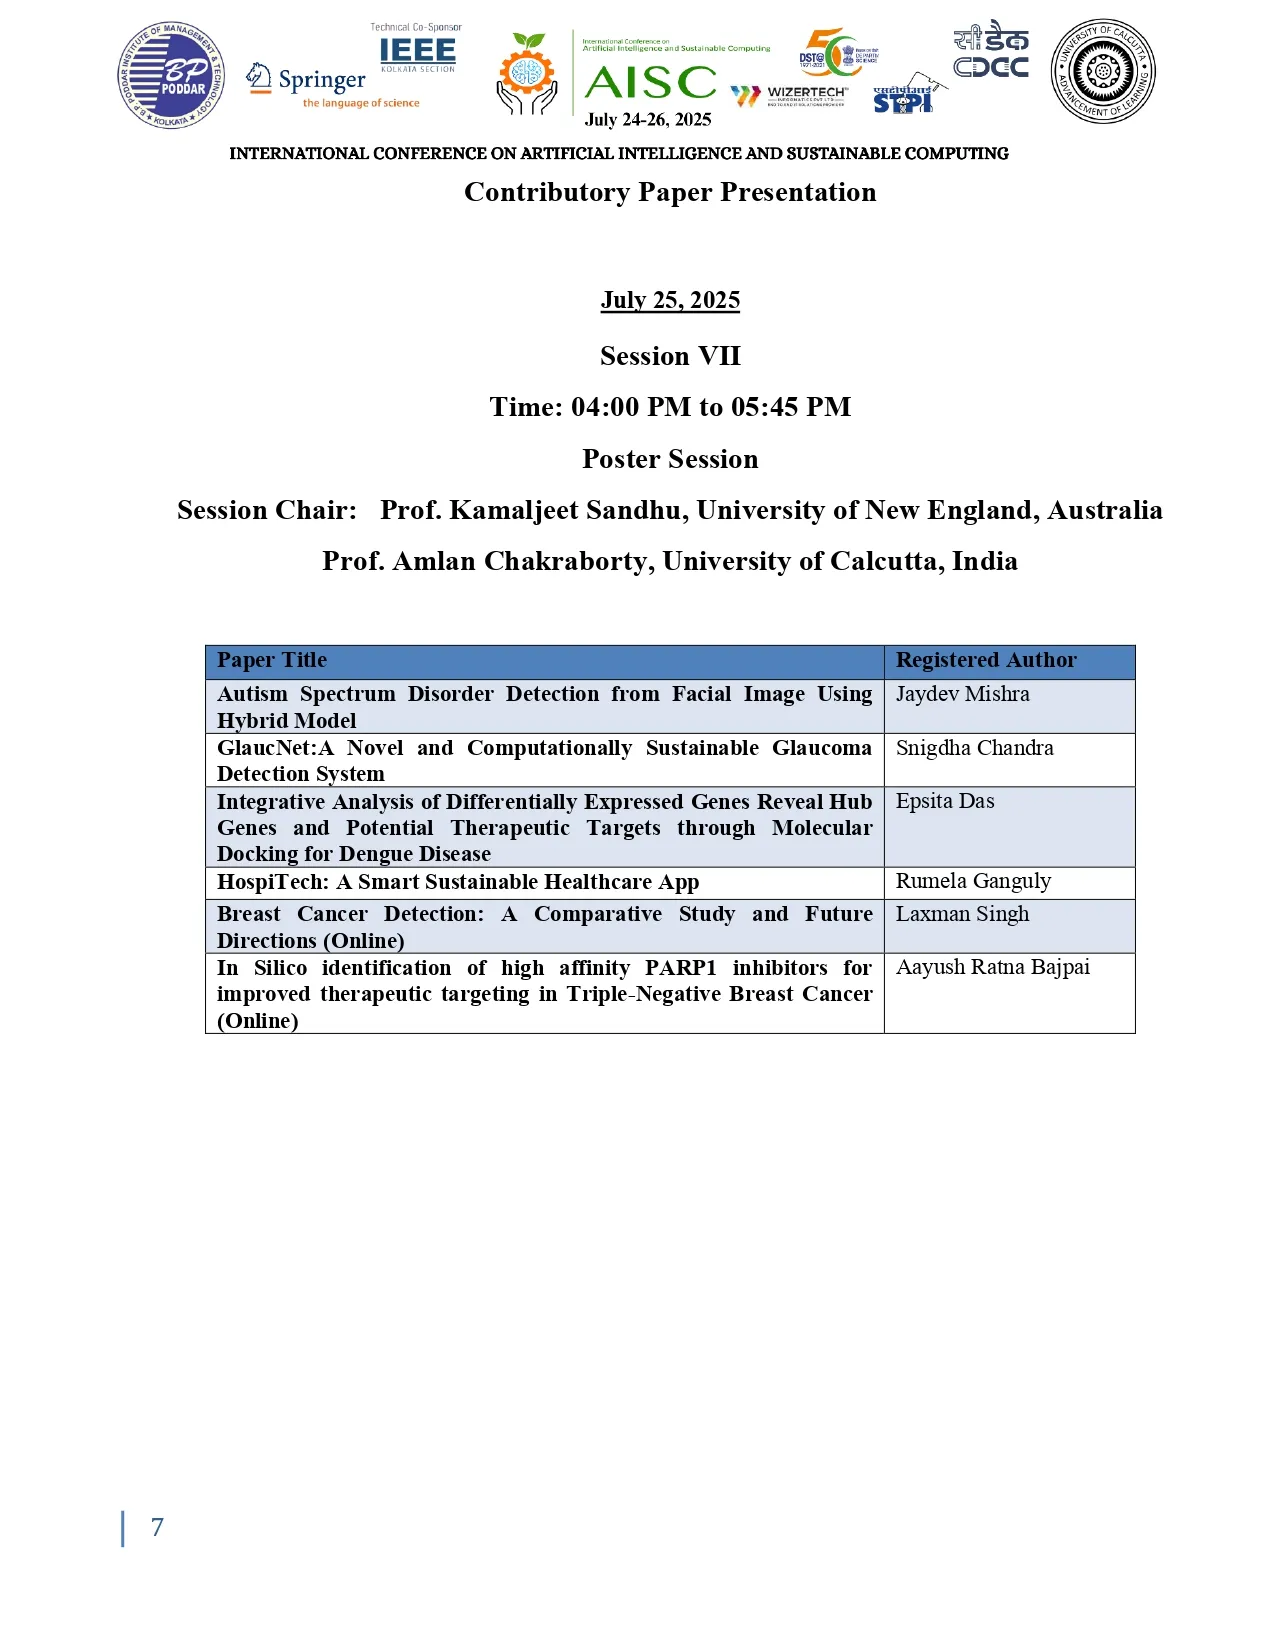 B.P. PODDAR INSTITUTE OF MANAGEMENT & TECHNOLOGY
BP
PODDAR
★ KOLKATA ★
Springer
the language of science
Technical Co-Sponsor
IEEE
KOLKATA SECTION
International Conference on
Artificial Intelligence and Sustainable Computing
AISC
July 24-26, 2025
DST@
1971-2021
WIZERTECH™
एसटीपीआई
STPI
सी डैक
CDCC
UNIVERSITY OF CALCUTTA
ADVANCEMENT OF LEARNING
INTERNATIONAL CONFERENCE ON ARTIFICIAL INTELLIGENCE AND SUSTAINABLE COMPUTING
Contributory Paper Presentation
July 25, 2025
Session VII
Time: 04:00 PM to 05:45 PM
Poster Session
Session Chair: Prof. Kamaljeet Sandhu, University of New England, Australia
Prof. Amlan Chakraborty, University of Calcutta, India
Paper Title Registered Author
Autism Spectrum Disorder Detection from Facial Image Using Jaydev Mishra
Hybrid Model
GlaucNet:A Novel and Computationally Sustainable Glaucoma Snigdha Chandra
Detection System
Integrative Analysis of Differentially Expressed Genes Reveal Hub Epsita Das
Genes and Potential Therapeutic Targets through Molecular
Docking for Dengue Disease
HospiTech: A Smart Sustainable Healthcare App Rumela Ganguly
Breast Cancer Detection: A Comparative Study and Future Laxman Singh
Directions (Online)
In Silico identification of high affinity PARP1 inhibitors for Aayush Ratna Bajpai
improved therapeutic targeting in Triple-Negative Breast Cancer
(Online)
7